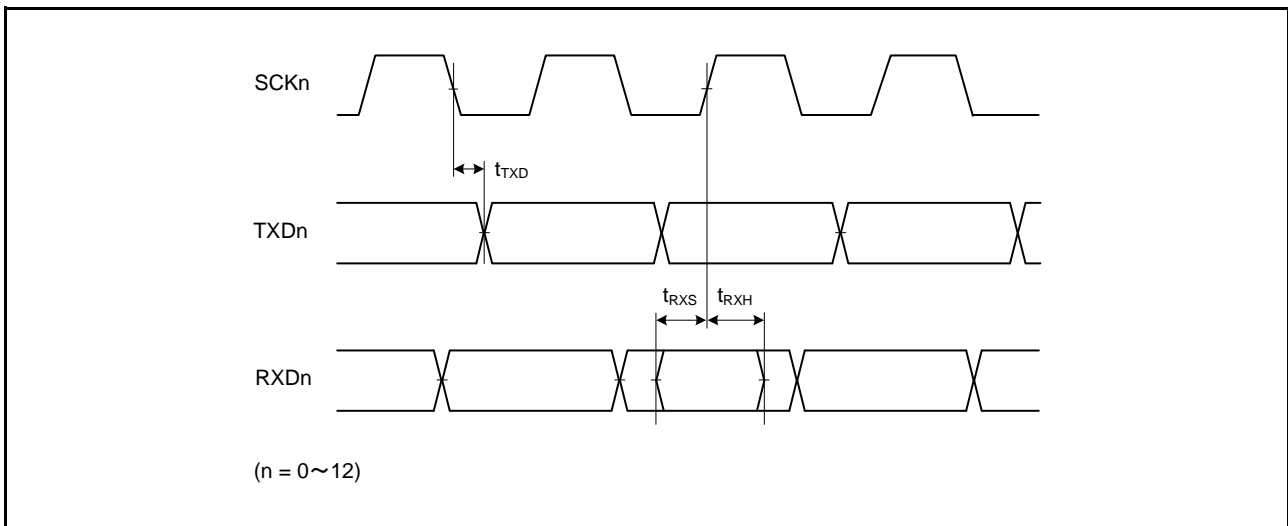 SCKn
tTXD
TXDn
tRXS tRXH
RXDn
(n = 0～12)